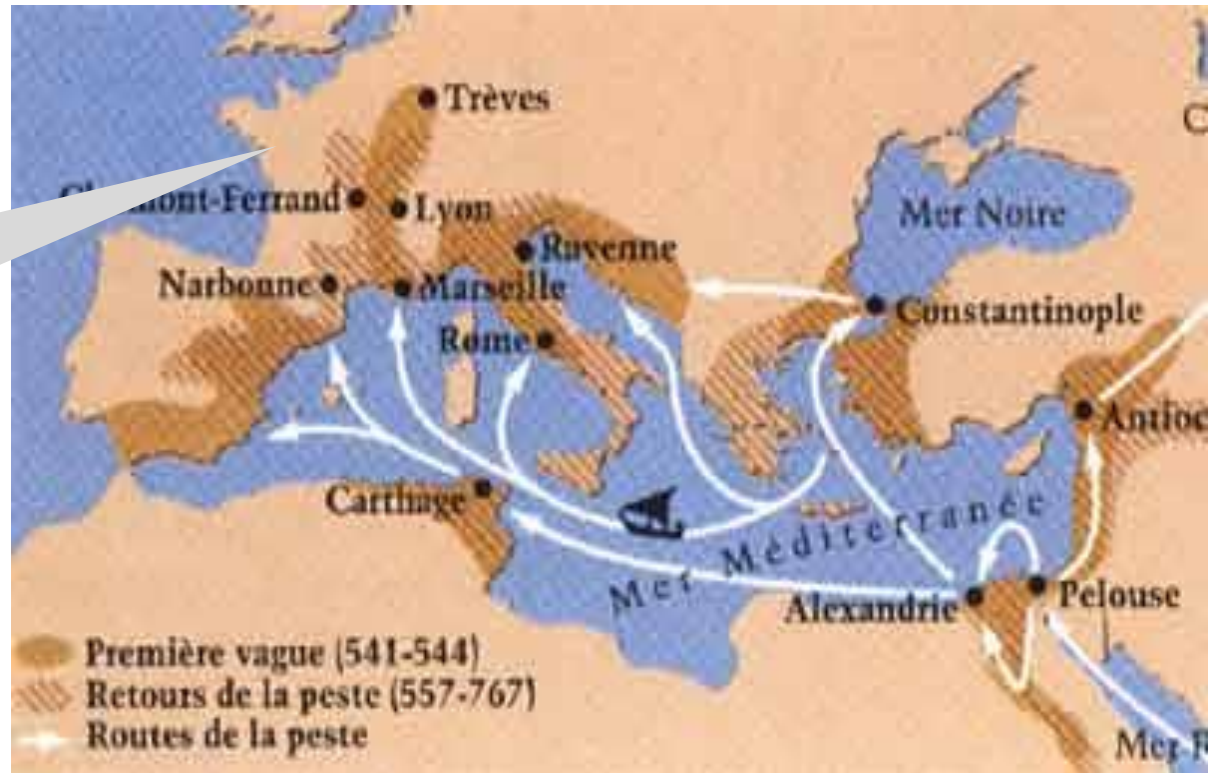 Trèves
Lyon
Mer Noire
Ravenne
Narbonne
Marseille
Constantinople
Rome
Carthage
Mer Méditerranée
Alexandrie
Pelouse
Première vague (541-544)
Retours de la peste (557-767)
Routes de la peste
Mer